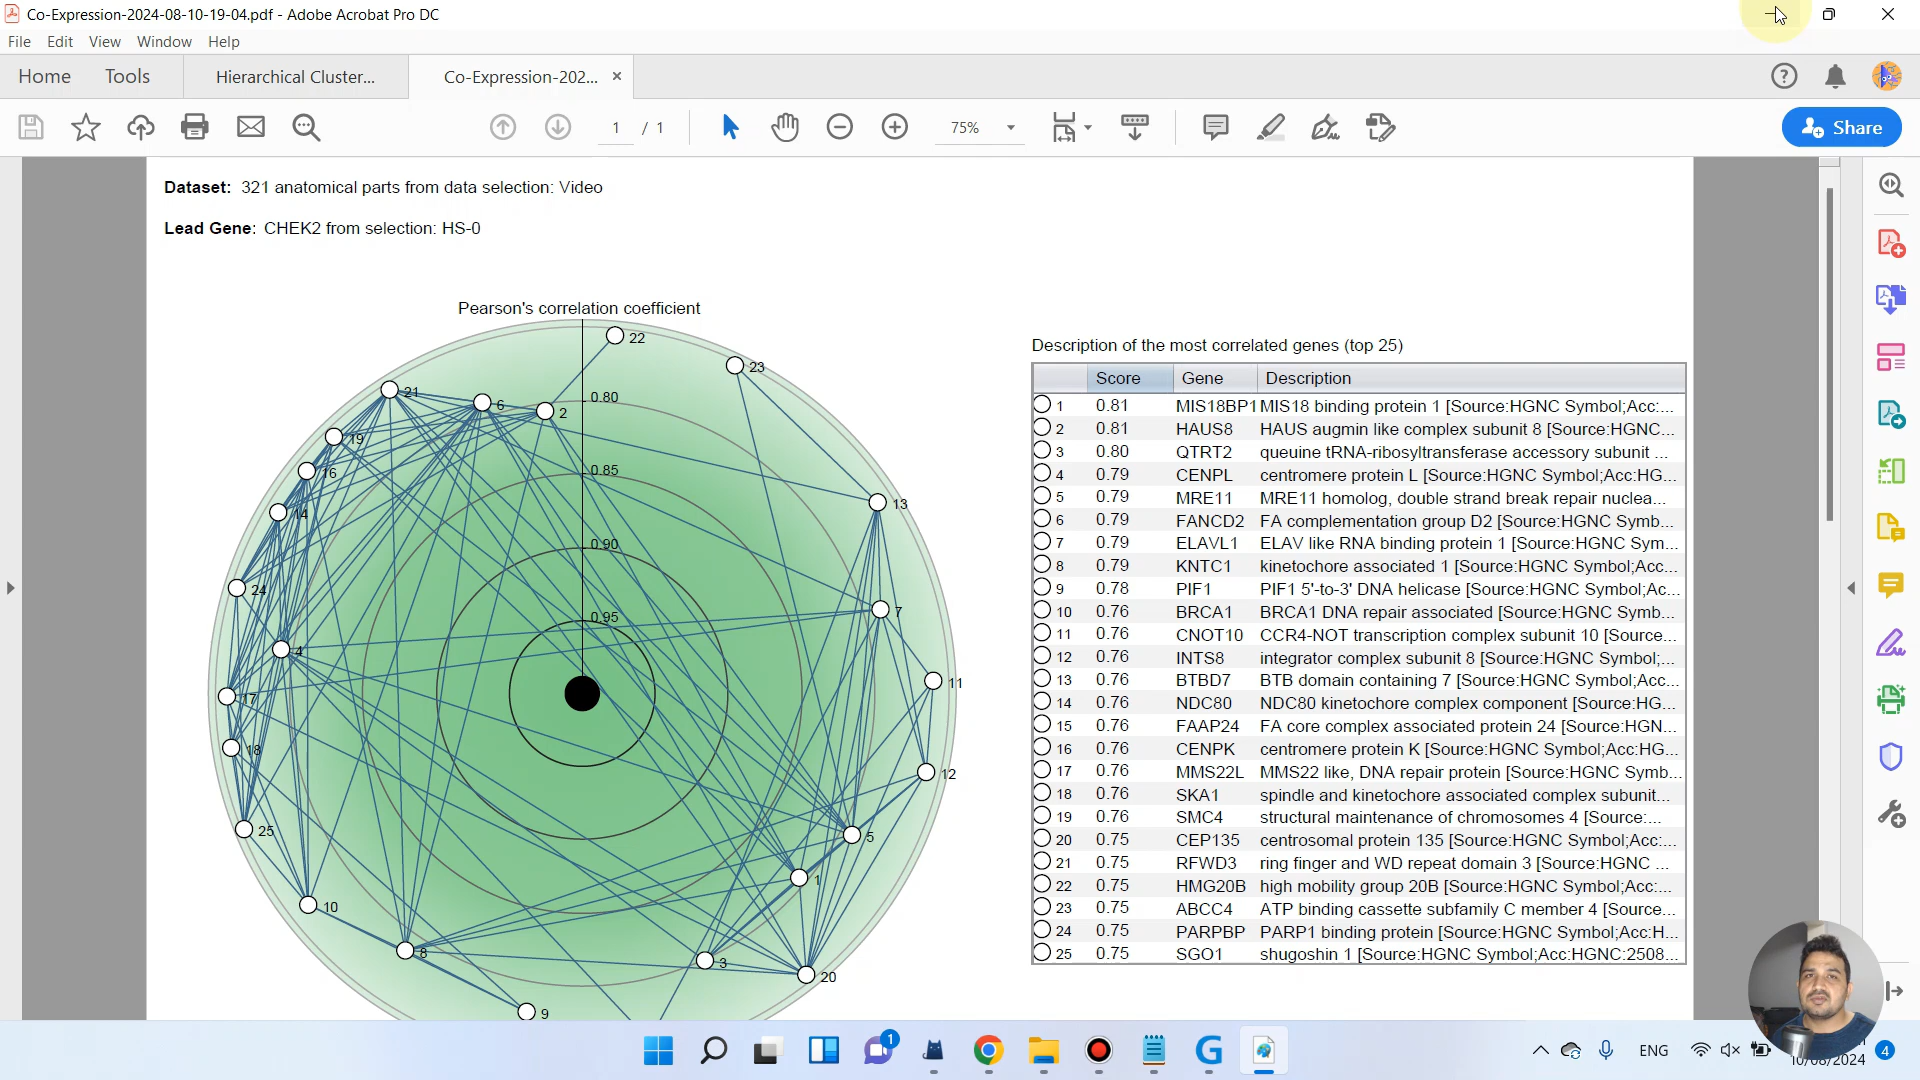 Co-Expression-2024-08-10-19-04.pdf - Adobe Acrobat Pro DC
File Edit View Window Help
Home Tools Hierarchical Cluster... Co-Expression-202... ×
1 / 1 75% Share
Dataset: 321 anatomical parts from data selection: Video
Lead Gene: CHEK2 from selection: HS-0
Pearson's correlation coefficient
22
23
0.80
21
6
2
19
0.85
16
13
14
0.90
24
7
0.95
4
11
17
18
12
25
5
1
10
8
3
20
9
Description of the most correlated genes (top 25)
Score Gene Description
1 0.81 MIS18BP1 MIS18 binding protein 1 [Source:HGNC Symbol;Acc:...
2 0.81 HAUS8 HAUS augmin like complex subunit 8 [Source:HGNC...
3 0.80 QTRT2 queuine tRNA-ribosyltransferase accessory subunit ...
4 0.79 CENPL centromere protein L [Source:HGNC Symbol;Acc:HG...
5 0.79 MRE11 MRE11 homolog, double strand break repair nuclea...
6 0.79 FANCD2 FA complementation group D2 [Source:HGNC Symb...
7 0.79 ELAVL1 ELAV like RNA binding protein 1 [Source:HGNC Sym...
8 0.79 KNTC1 kinetochore associated 1 [Source:HGNC Symbol;Acc...
9 0.78 PIF1 PIF1 5'-to-3' DNA helicase [Source:HGNC Symbol;Ac...
10 0.76 BRCA1 BRCA1 DNA repair associated [Source:HGNC Symb...
11 0.76 CNOT10 CCR4-NOT transcription complex subunit 10 [Source...
12 0.76 INTS8 integrator complex subunit 8 [Source:HGNC Symbol;...
13 0.76 BTBD7 BTB domain containing 7 [Source:HGNC Symbol;Acc...
14 0.76 NDC80 NDC80 kinetochore complex component [Source:HG...
15 0.76 FAAP24 FA core complex associated protein 24 [Source:HGN...
16 0.76 CENPK centromere protein K [Source:HGNC Symbol;Acc:HG...
17 0.76 MMS22L MMS22 like, DNA repair protein [Source:HGNC Symb...
18 0.76 SKA1 spindle and kinetochore associated complex subunit...
19 0.76 SMC4 structural maintenance of chromosomes 4 [Source:...
20 0.75 CEP135 centrosomal protein 135 [Source:HGNC Symbol;Acc:...
21 0.75 RFWD3 ring finger and WD repeat domain 3 [Source:HGNC ...
22 0.75 HMG20B high mobility group 20B [Source:HGNC Symbol;Acc:...
23 0.75 ABCC4 ATP binding cassette subfamily C member 4 [Source...
24 0.75 PARPBP PARP1 binding protein [Source:HGNC Symbol;Acc:H...
25 0.75 SGO1 shugoshin 1 [Source:HGNC Symbol;Acc:HGNC:2508...
1
ENG
10/08/2024
4